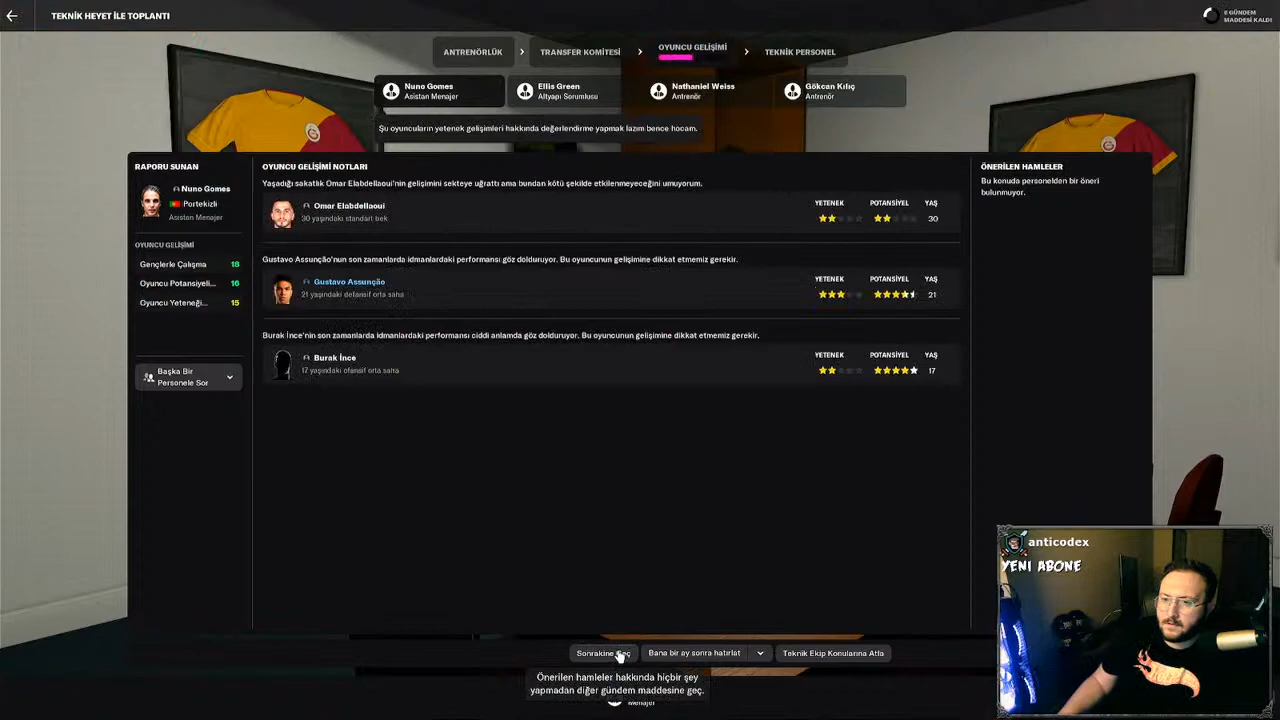 TEKNİK HEYET İLE TOPLANTI
6 GÜNDEM
MADDESİ KALDI
ANTRENÖRLÜK
TRANSFER KOMİTESİ
OYUNCU GELİŞİMİ
TEKNİK PERSONEL
Nuno Gomes
Asistan Menajer
Ellis Green
Altyapı Sorumlusu
Nathaniel Weiss
Antrenör
Gökcan Kılıç
Antrenör
Şu oyuncuların yetenek gelişimleri hakkında değerlendirme yapmak lazım bence hocam.
RAPORU SUNAN
Nuno Gomes
Portekizli
Asistan Menajer
OYUNCU GELİŞİMİ
Gençlerle Çalışma 18
Oyuncu Potansiyeli... 16
Oyuncu Yeteneği... 15
Başka Bir
Personele Sor
OYUNCU GELİŞİMİ NOTLARI
Yaşadığı sakatlık Omar Elabdellaoui'nin gelişimini sekteye uğrattı ama bundan kötü şekilde etkilenmeyeceğini umuyorum.
Omar Elabdellaoui
30 yaşındaki standart bek
YETENEK POTANSİYEL YAŞ
30
Gustavo Assunção'nun son zamanlarda idmanlardaki performansı göz dolduruyor. Bu oyuncunun gelişimine dikkat etmemiz gerekir.
Gustavo Assunção
21 yaşındaki defansif orta saha
YETENEK POTANSİYEL YAŞ
21
Burak İnce'nin son zamanlarda idmanlardaki performansı ciddi anlamda göz dolduruyor. Bu oyuncunun gelişimine dikkat etmemiz gerekir.
Burak İnce
17 yaşındaki ofansif orta saha
YETENEK POTANSİYEL YAŞ
17
ÖNERİLEN HAMLELER
Bu konuda personelden bir öneri
bulunmuyor.
anticodex
YENİ ABONE
Sonrakine Geç
Bana bir ay sonra hatırlat
Teknik Ekip Konularına Atla
Önerilen hamleler hakkında hiçbir şey
yapmadan diğer gündem maddesine geç.
Menajer